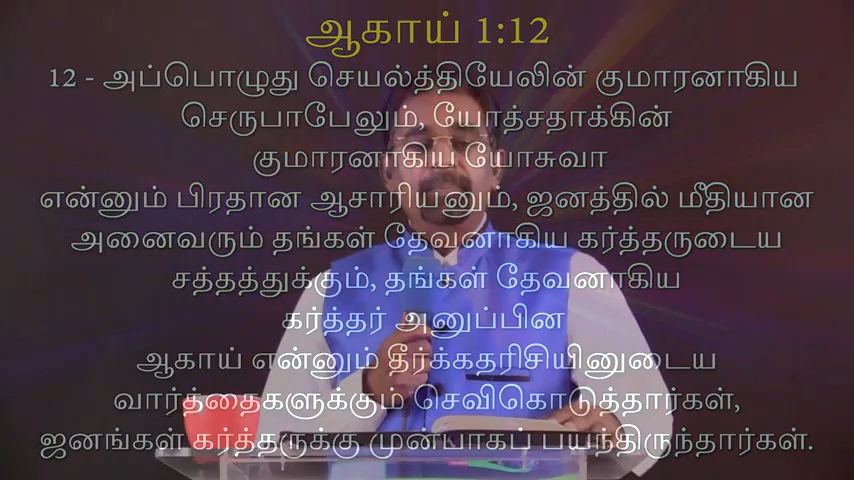 ஆகாய் 1:12
12 - அப்பொழுது செயல்த்தியேலின் குமாரனாகிய
செருபாபேலும், யோத்சதாக்கின்
குமாரனாகிய யோசுவா
என்னும் பிரதான ஆசாரியனும், ஜனத்தில் மீதியான
அனைவரும் தங்கள் தேவனாகிய கர்த்தருடைய
சத்தத்துக்கும், தங்கள் தேவனாகிய
கர்த்தர் அனுப்பின
ஆகாய் என்னும் தீர்க்கதரிசியினுடைய
வார்த்தைகளுக்கும் செவிகொடுத்தார்கள்,
ஜனங்கள் கர்த்தருக்கு முன்பாகப் பயந்திருந்தார்கள்.